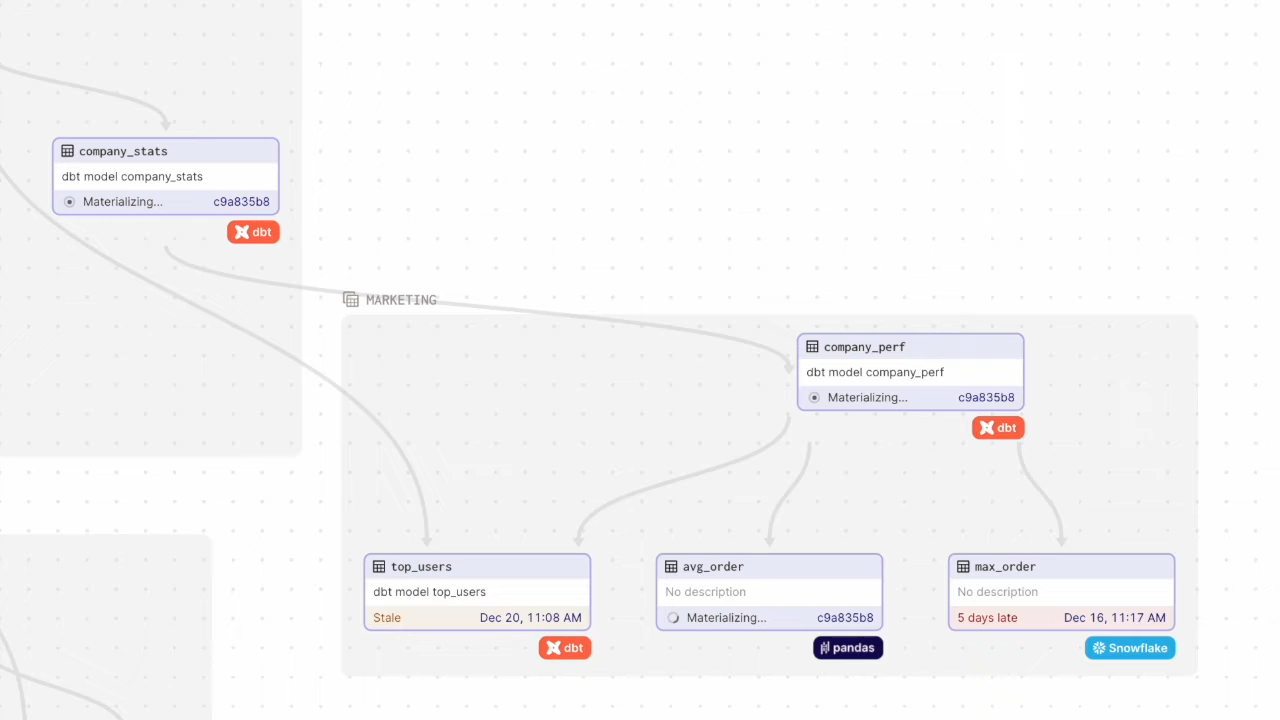 company_stats
dbt model company_stats
Materializing... c9a835b8
dbt
MARKETING
company_perf
dbt model company_perf
Materializing... c9a835b8
dbt
top_users
dbt model top_users
Stale Dec 20, 11:08 AM
dbt
avg_order
No description
Materializing... c9a835b8
pandas
max_order
No description
5 days late Dec 16, 11:17 AM
Snowflake